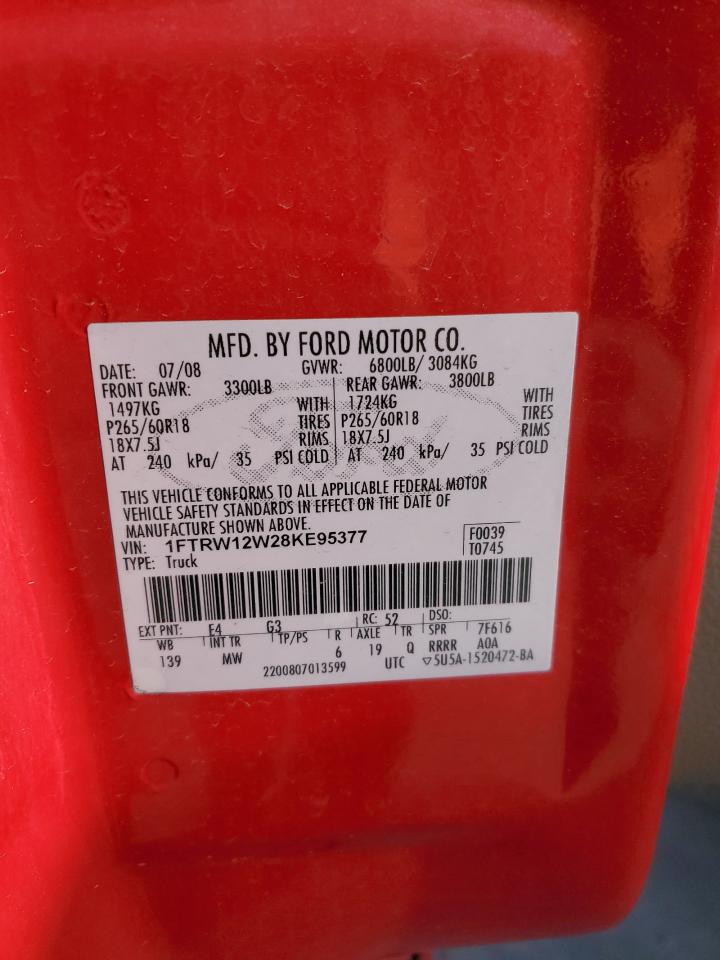 MFD. BY FORD MOTOR CO.
DATE: 07/08 GVWR: 6800LB/ 3084KG
FRONT GAWR: 3300LB REAR GAWR: 3800LB
1497KG WITH 1724KG WITH
P265/60R18 TIRES P265/60R18 TIRES
18X7.5J RIMS 18X7.5J RIMS
AT 240 kPa/ 35 PSI COLD AT 240 kPa/ 35 PSI COLD
THIS VEHICLE CONFORMS TO ALL APPLICABLE FEDERAL MOTOR
VEHICLE SAFETY STANDARDS IN EFFECT ON THE DATE OF
MANUFACTURE SHOWN ABOVE.
VIN: 1FTRW12W28KE95377 F0039
TYPE: Truck T0745
EXT PNT: E4 G3 RC: 52 DSO:
WB INT TR TP/PS R AXLE TR SPR 7F616
139 MW 6 19 Q RRRR A0A
2200807013599 UTC ▽5U5A-1520472-BA